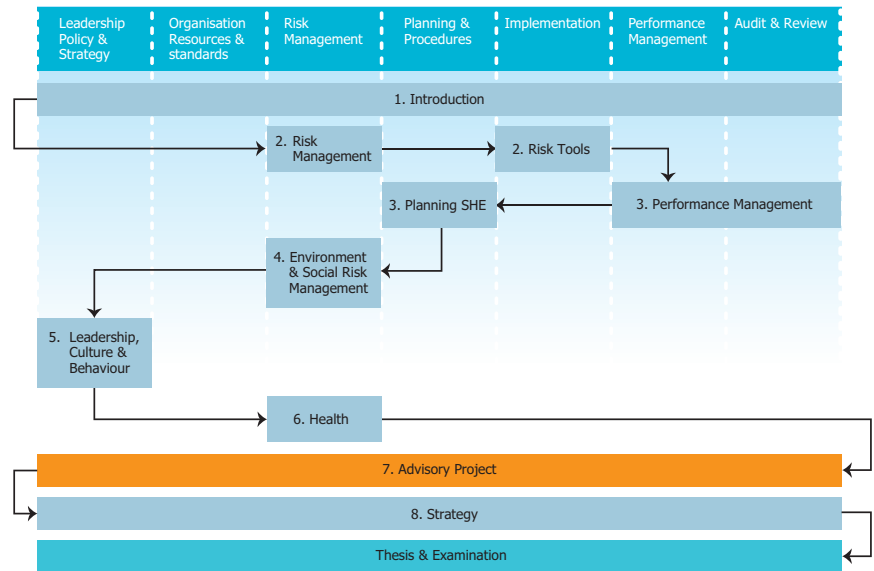 Leadership
Policy &
Strategy
Organisation
Resources &
standards
Risk
Management
Planning &
Procedures
Implementation
Performance
Management
Audit & Review
1. Introduction
2. Risk
Management
2. Risk Tools
3. Planning SHE
3. Performance Management
4. Environment
& Social Risk
Management
5. Leadership,
Culture &
Behaviour
6. Health
7. Advisory Project
8. Strategy
Thesis & Examination